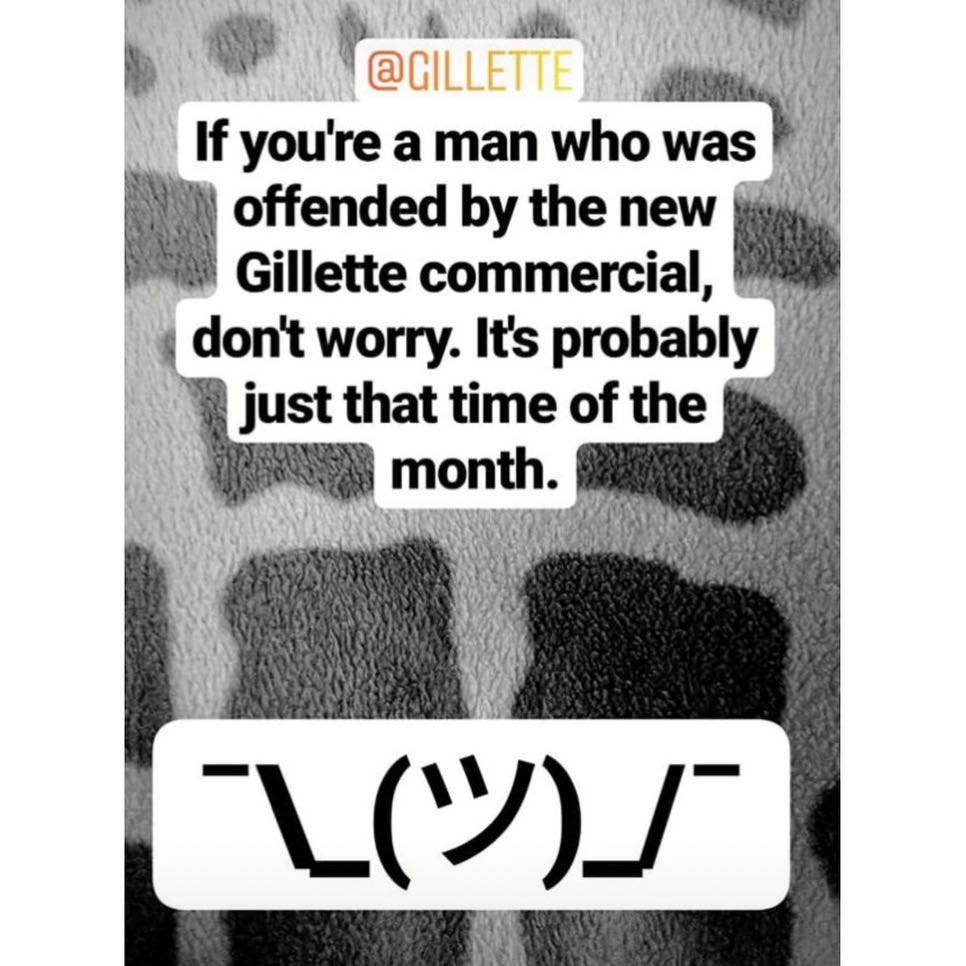 @GILLETTE
If you're a man who was
offended by the new
Gillette commercial,
don't worry. It's probably
just that time of the
month.
¯\_(ツ)_/¯